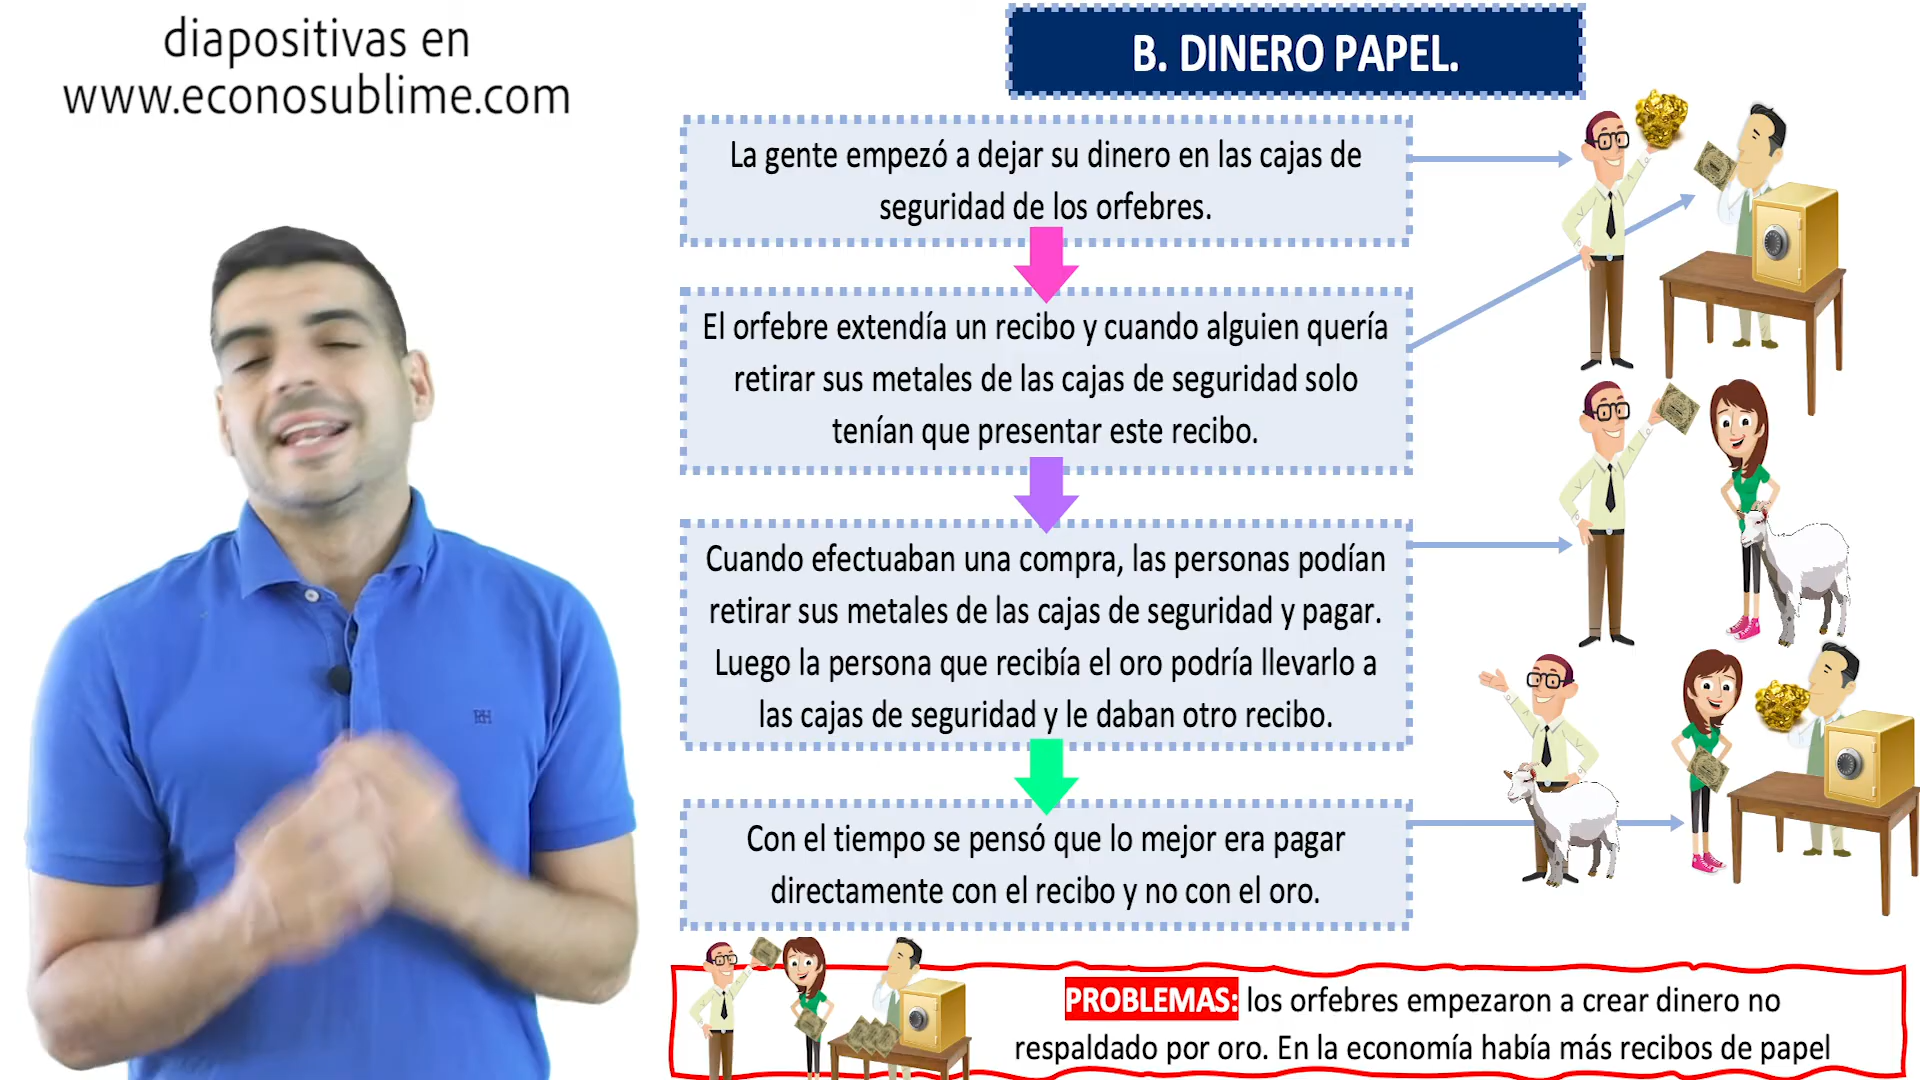 diapositivas en
www.econosublime.com
B. DINERO PAPEL.
La gente empezó a dejar su dinero en las cajas de
seguridad de los orfebres.
El orfebre extendía un recibo y cuando alguien quería
retirar sus metales de las cajas de seguridad solo
tenían que presentar este recibo.
Cuando efectuaban una compra, las personas podían
retirar sus metales de las cajas de seguridad y pagar.
Luego la persona que recibía el oro podría llevarlo a
las cajas de seguridad y le daban otro recibo.
Con el tiempo se pensó que lo mejor era pagar
directamente con el recibo y no con el oro.
PROBLEMAS: los orfebres empezaron a crear dinero no
respaldado por oro. En la economía había más recibos de papel